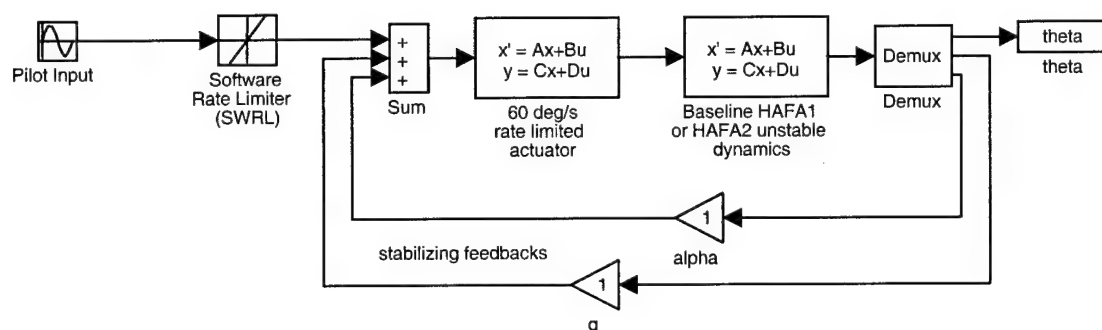 Pilot Input
Software
Rate Limiter
(SWRL)
+
+
+
Sum
x' = Ax+Bu
y = Cx+Du
60 deg/s
rate limited
actuator
x' = Ax+Bu
y = Cx+Du
Baseline HAFA1
or HAFA2 unstable
dynamics
Demux
Demux
theta
theta
1
alpha
stabilizing feedbacks
1
q